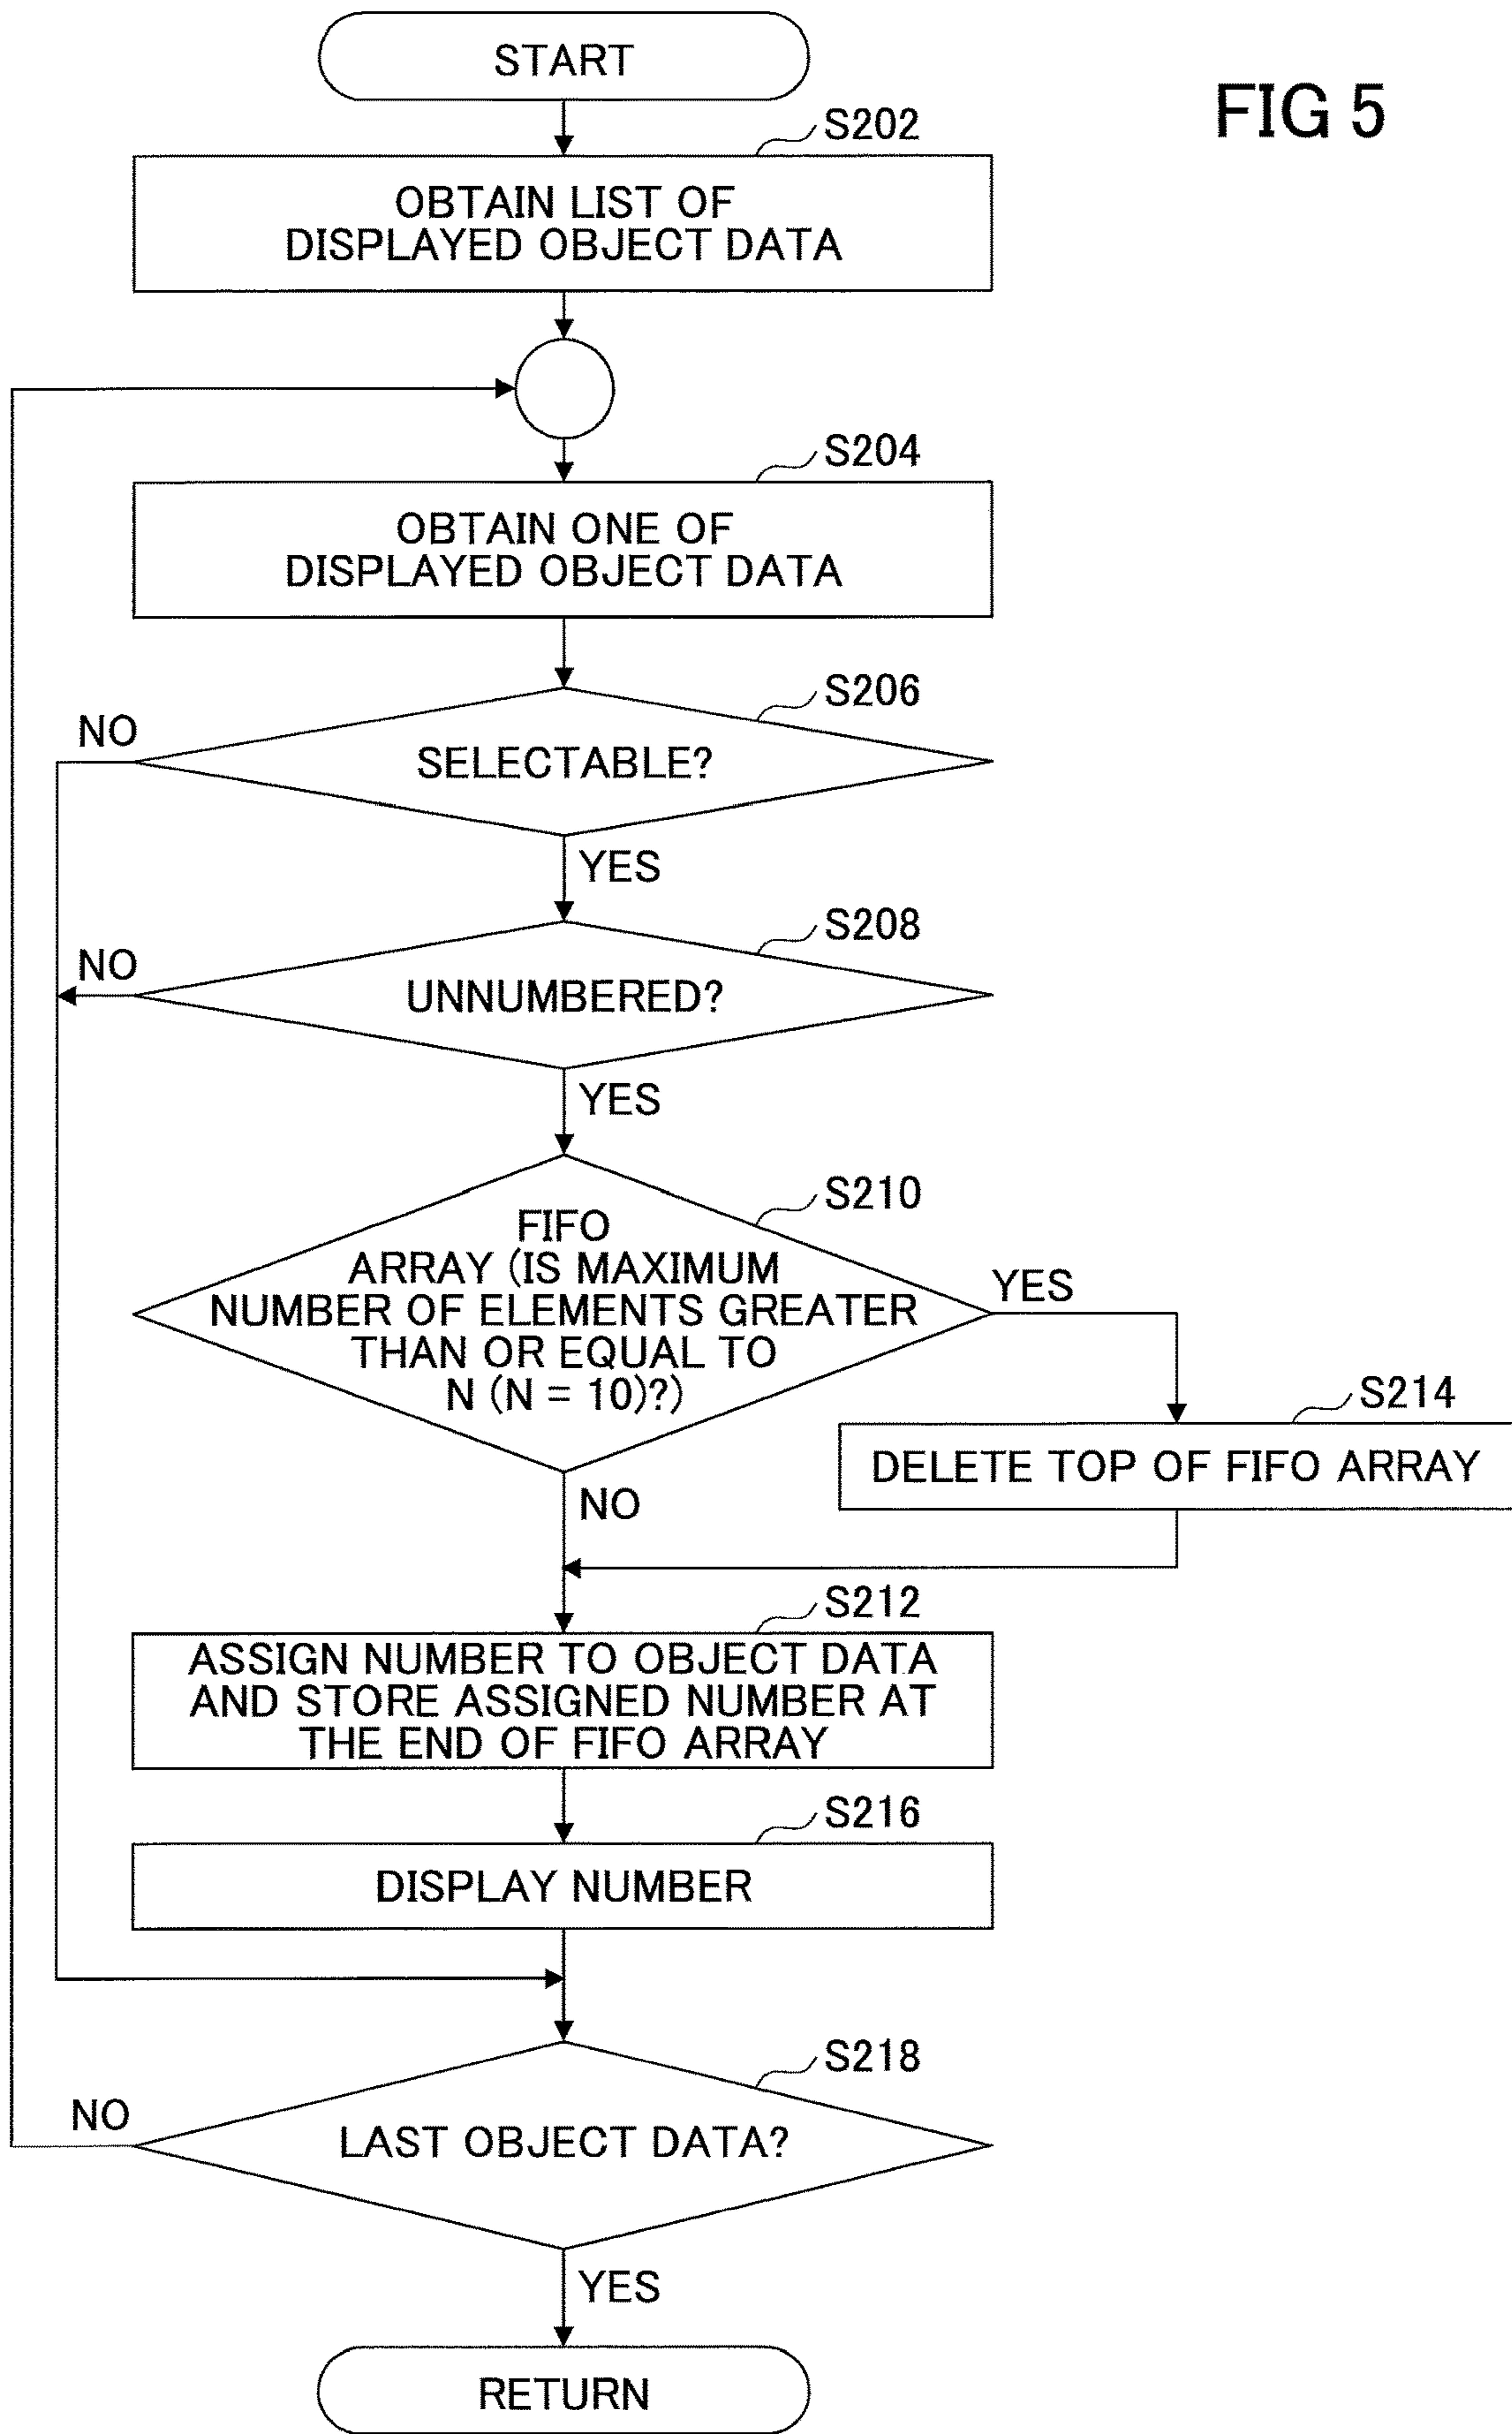 START
FIG 5
S202
OBTAIN LIST OF
DISPLAYED OBJECT DATA
S204
OBTAIN ONE OF
DISPLAYED OBJECT DATA
S206
NO
SELECTABLE?
YES
S208
NO
UNNUMBERED?
YES
S210
FIFO
ARRAY (IS MAXIMUM
NUMBER OF ELEMENTS GREATER
THAN OR EQUAL TO
N (N = 10)?)
YES
S214
DELETE TOP OF FIFO ARRAY
NO
S212
ASSIGN NUMBER TO OBJECT DATA
AND STORE ASSIGNED NUMBER AT
THE END OF FIFO ARRAY
S216
DISPLAY NUMBER
S218
NO
LAST OBJECT DATA?
YES
RETURN